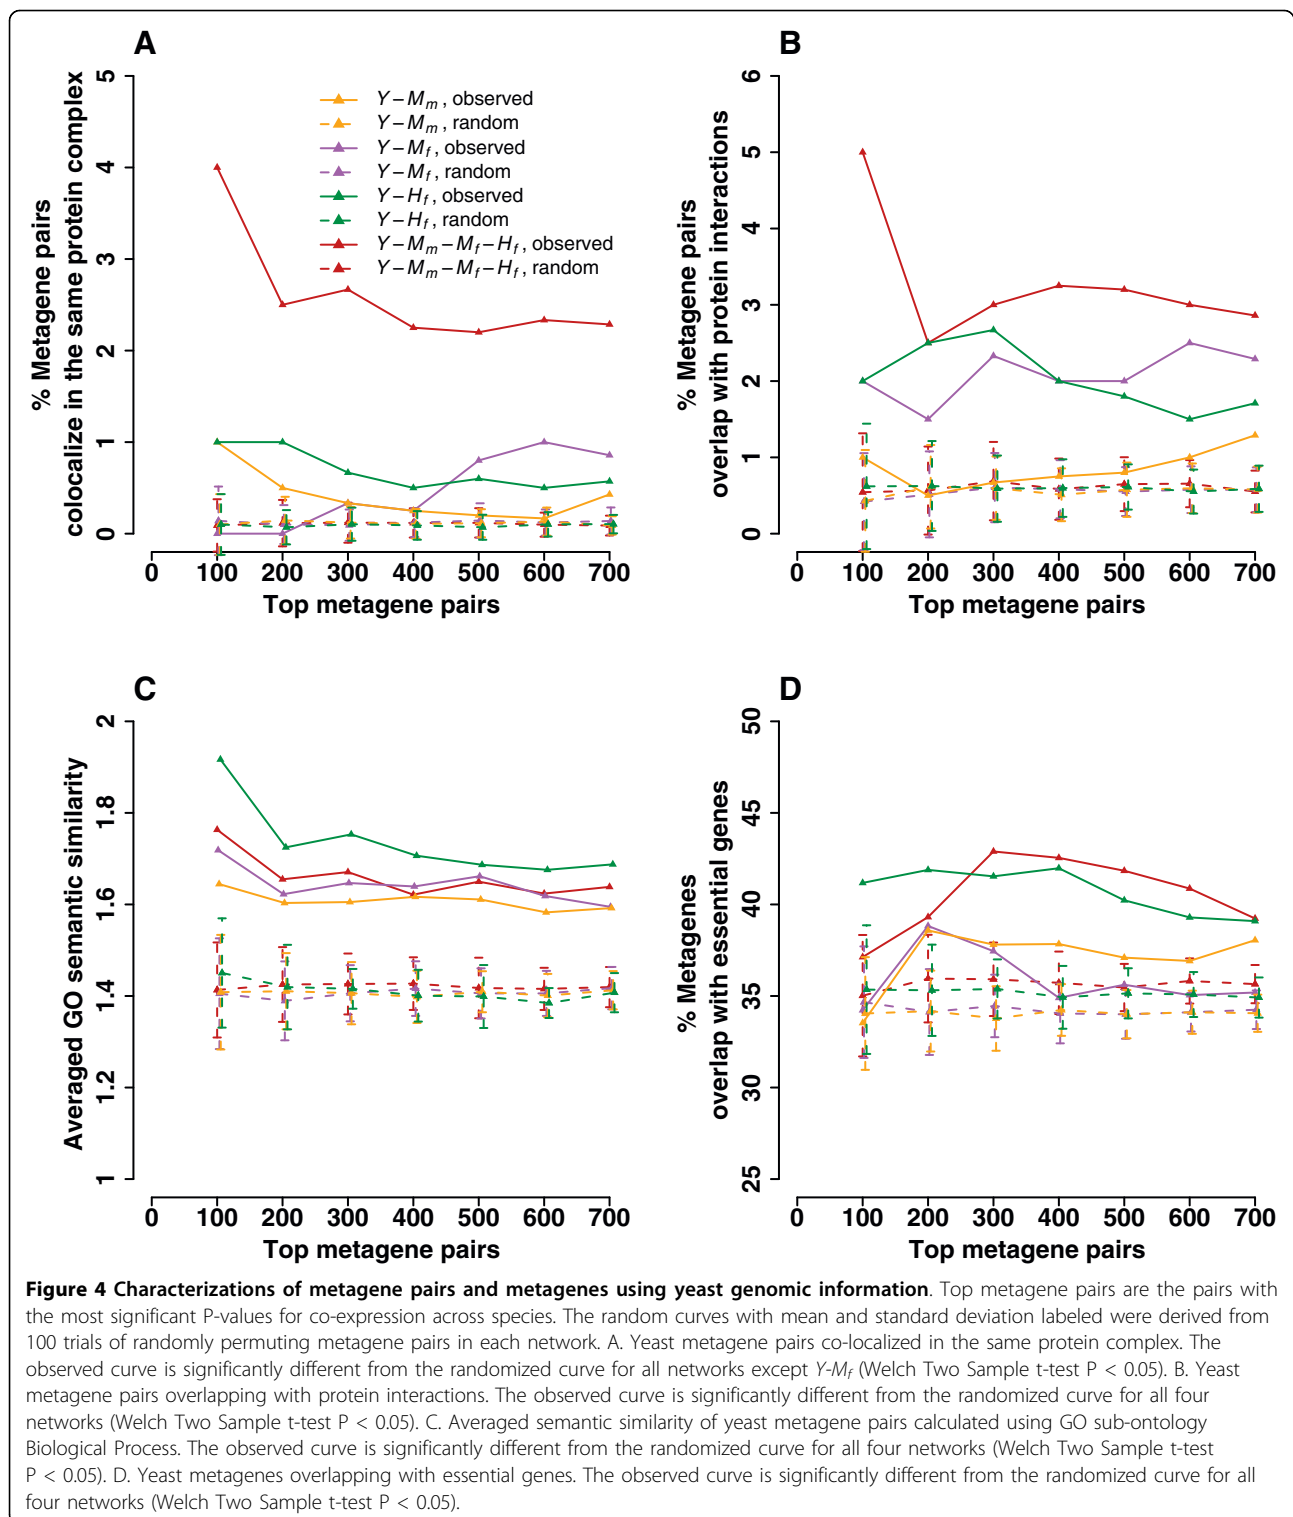 A
% Metagene pairs
colocalize in the same protein complex
5
4
3
2
1
0
Y – Mm , observed
Y – Mm , random
Y – Mf , observed
Y – Mf , random
Y – Hf , observed
Y – Hf , random
Y – Mm – Mf – Hf , observed
Y – Mm – Mf – Hf , random
0 100 200 300 400 500 600 700
Top metagene pairs
B
% Metagene pairs
overlap with protein interactions
6
5
4
3
2
1
0
0 100 200 300 400 500 600 700
Top metagene pairs
C
Averaged GO semantic similarity
2
1.8
1.6
1.4
1.2
1
0 100 200 300 400 500 600 700
Top metagene pairs
D
% Metagenes
overlap with essential genes
50
45
40
35
30
25
0 100 200 300 400 500 600 700
Top metagene pairs
Figure 4 Characterizations of metagene pairs and metagenes using yeast genomic information. Top metagene pairs are the pairs with
the most significant P-values for co-expression across species. The random curves with mean and standard deviation labeled were derived from
100 trials of randomly permuting metagene pairs in each network. A. Yeast metagene pairs co-localized in the same protein complex. The
observed curve is significantly different from the randomized curve for all networks except Y-Mf (Welch Two Sample t-test P < 0.05). B. Yeast
metagene pairs overlapping with protein interactions. The observed curve is significantly different from the randomized curve for all four
networks (Welch Two Sample t-test P < 0.05). C. Averaged semantic similarity of yeast metagene pairs calculated using GO sub-ontology
Biological Process. The observed curve is significantly different from the randomized curve for all four networks (Welch Two Sample t-test
P < 0.05). D. Yeast metagenes overlapping with essential genes. The observed curve is significantly different from the randomized curve for all
four networks (Welch Two Sample t-test P < 0.05).